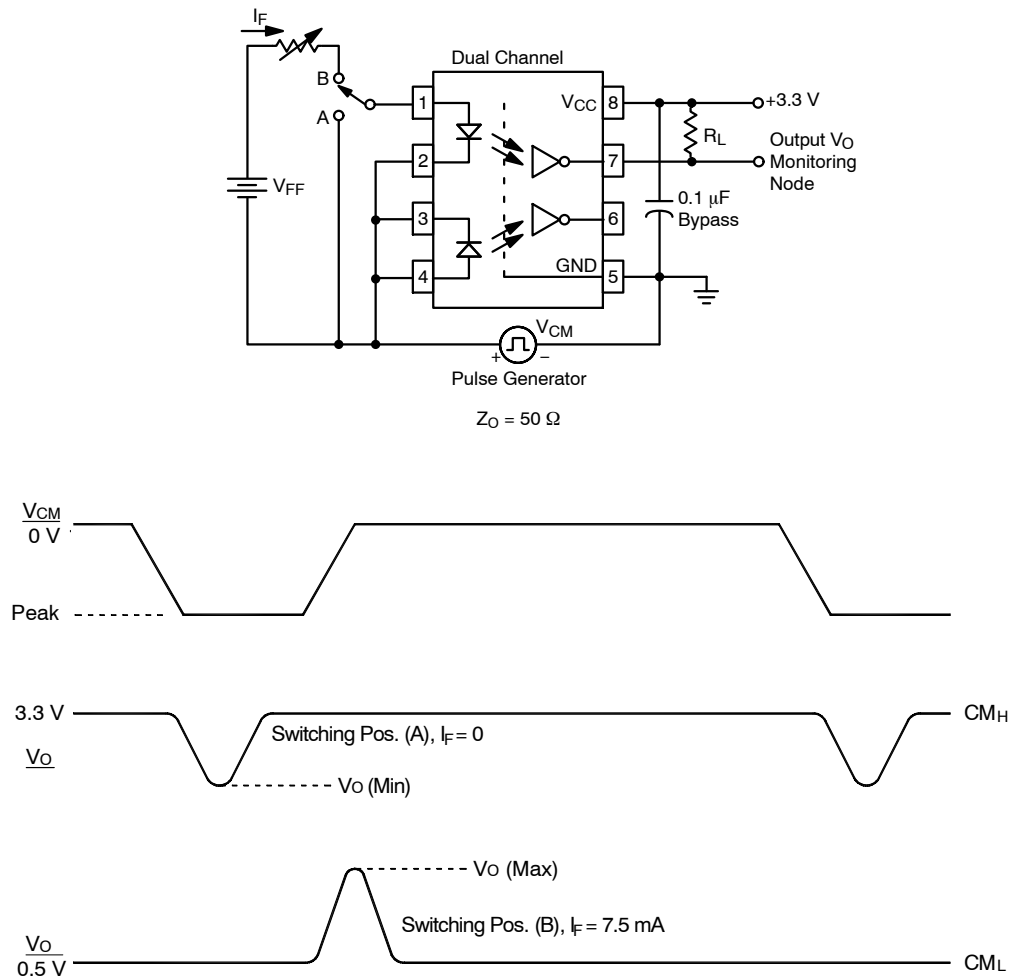 IF
Dual Channel
B
A
1
VCC
8
+3.3 V
RL
Output VO
Monitoring
Node
2
7
VFF
3
6
0.1 μF
Bypass
4
GND
5
VCM
+
−
Pulse Generator
ZO = 50 Ω
VCM
0 V
Peak
3.3 V
CMH
Switching Pos. (A), IF = 0
VO
VO (Min)
VO (Max)
Switching Pos. (B), IF = 7.5 mA
VO
0.5 V
CML